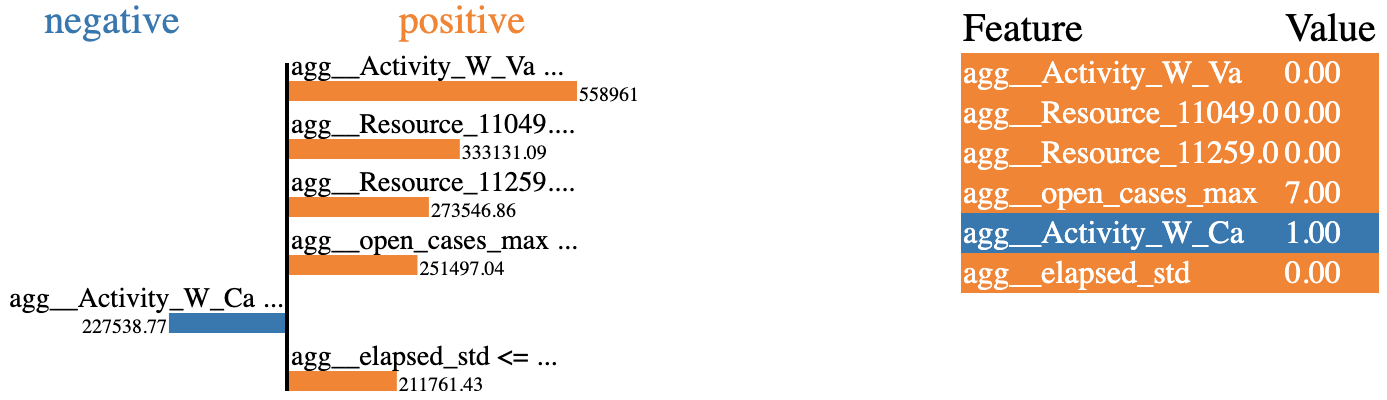 negative
positive
agg__Activity_W_Va ...
558961
agg__Resource_11049....
333131.09
agg__Resource_11259....
273546.86
agg__open_cases_max ...
251497.04
agg__Activity_W_Ca ...
227538.77
agg__elapsed_std <= ...
211761.43
Feature Value
agg__Activity_W_Va 0.00
agg__Resource_11049.0 0.00
agg__Resource_11259.0 0.00
agg__open_cases_max 7.00
agg__Activity_W_Ca 1.00
agg__elapsed_std 0.00